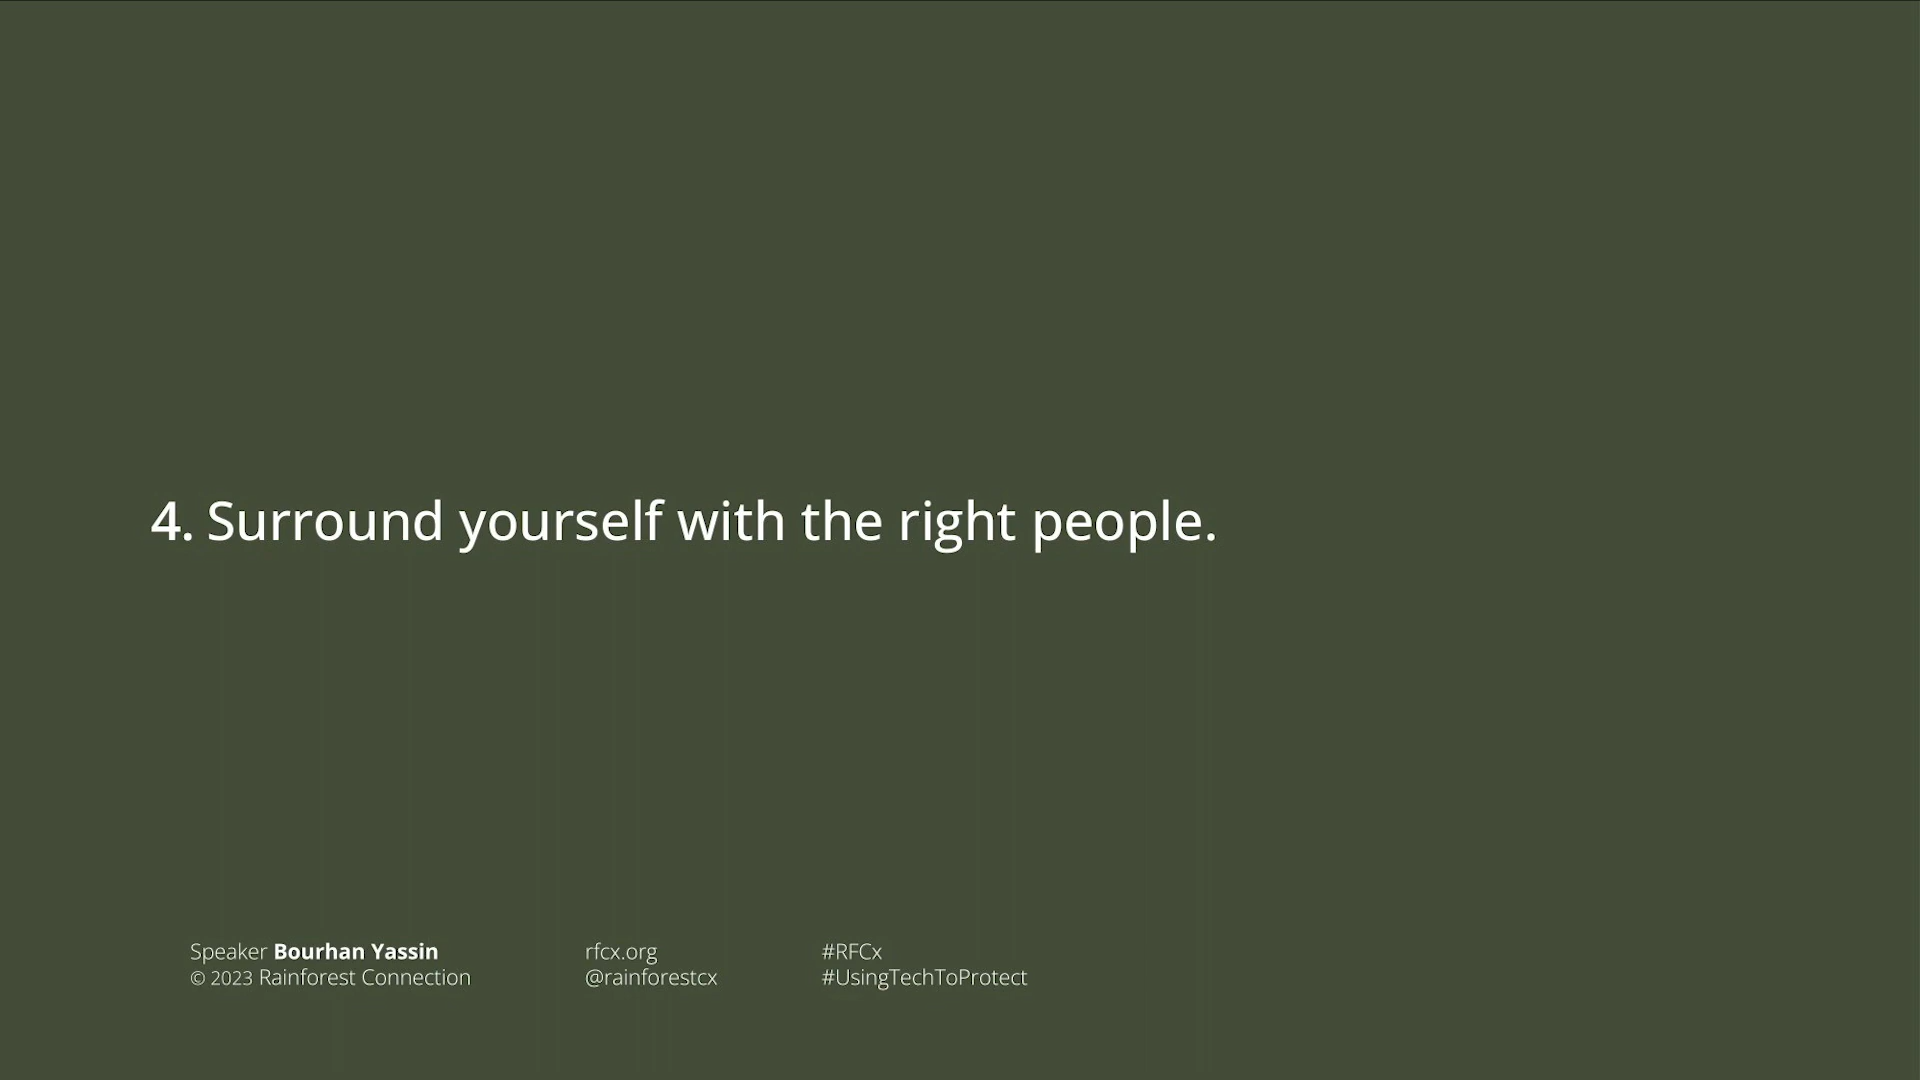 4. Surround yourself with the right people.
Speaker Bourhan Yassin
© 2023 Rainforest Connection
rfcx.org
@rainforestcx
#RFCx
#UsingTechToProtect